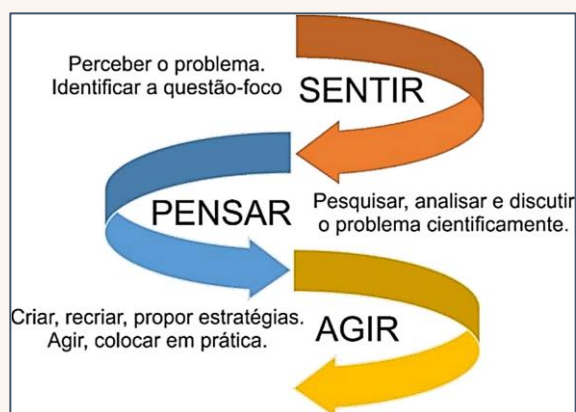 Perceber o problema.
Identificar a questão-foco
SENTIR
PENSAR
Pesquisar, analisar e discutir
o problema cientificamente.
Criar, recriar, propor estratégias.
Agir, colocar em prática.
AGIR